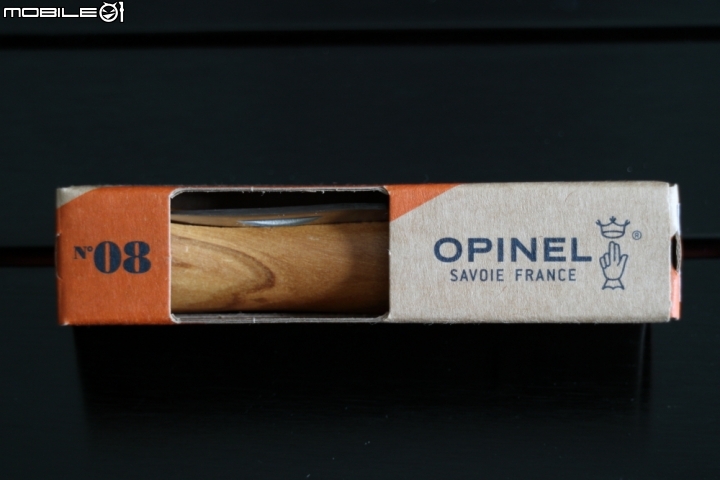 MOBILE01
N°08
OPINEL®
SAVOIE FRANCE